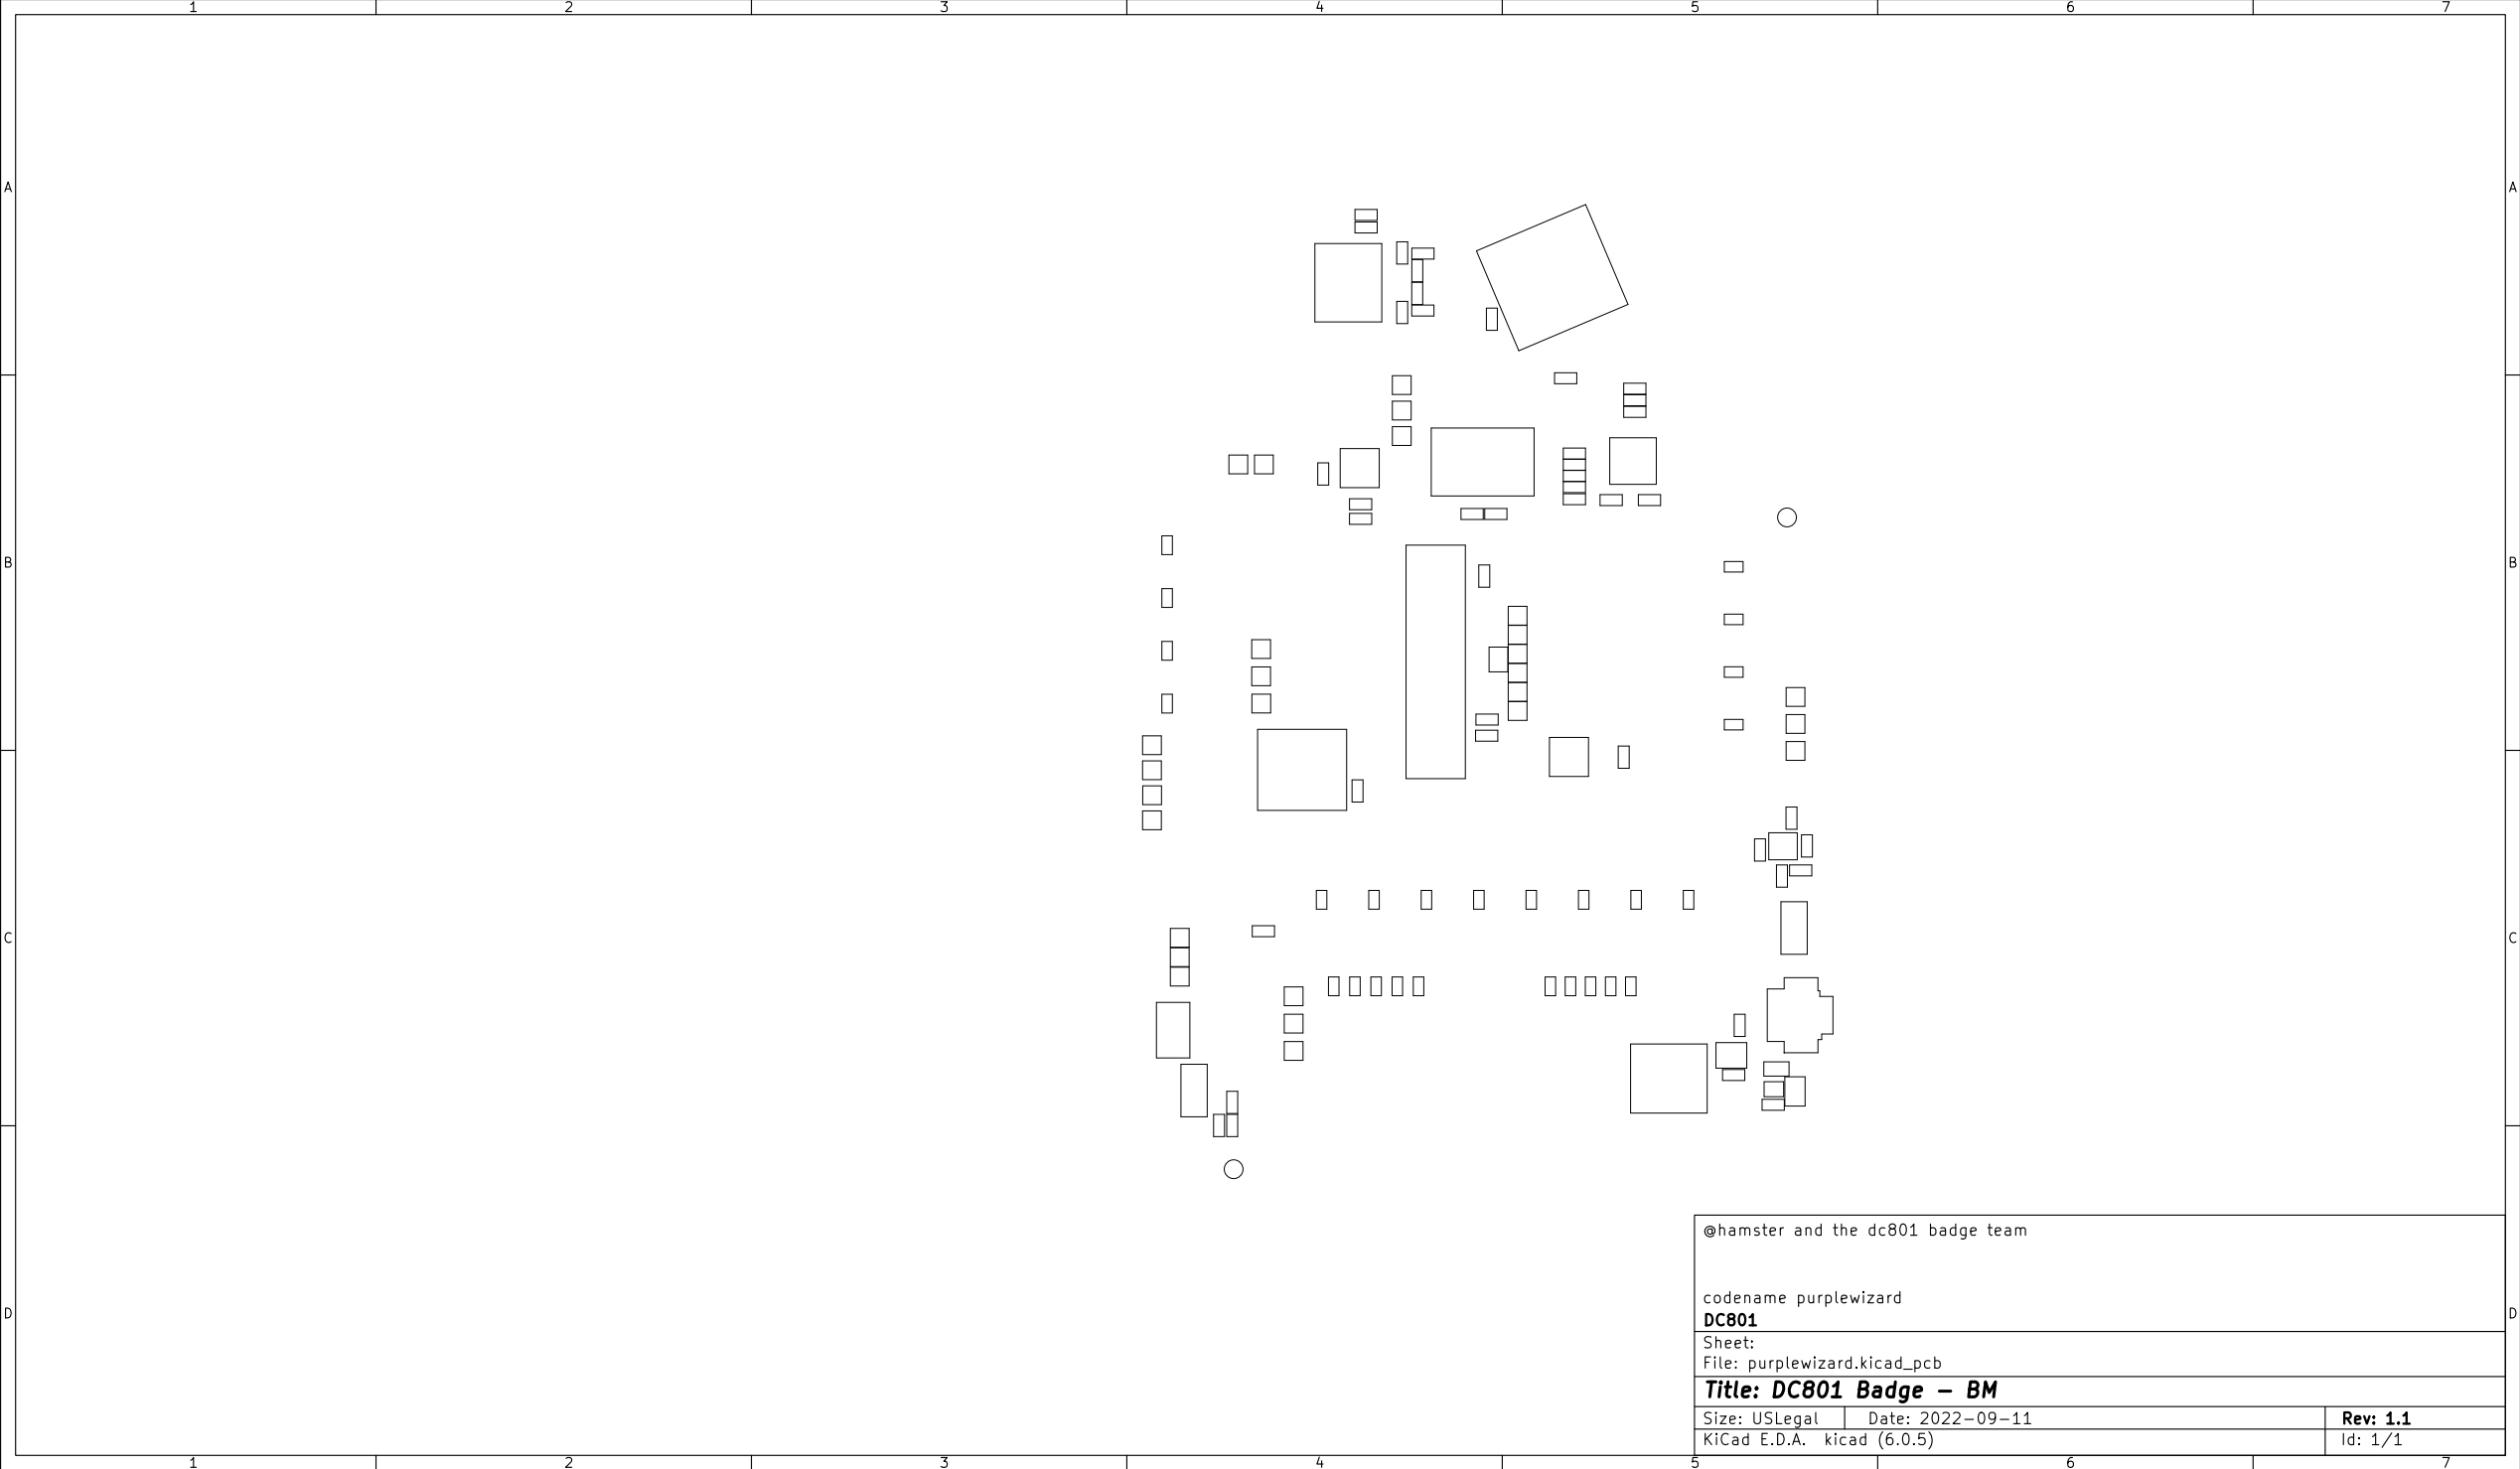 1 2 3 4 5 6 7
A A
B B
C C
@hamster and the dc801 badge team
codename purplewizard
D D
DC801
Sheet:
File: purplewizard.kicad_pcb
Title: DC801 Badge - BM
Size: USLegal Date: 2022-09-11 Rev: 1.1
KiCad E.D.A. kicad (6.0.5) Id: 1/1
1 2 3 4 5 6 7